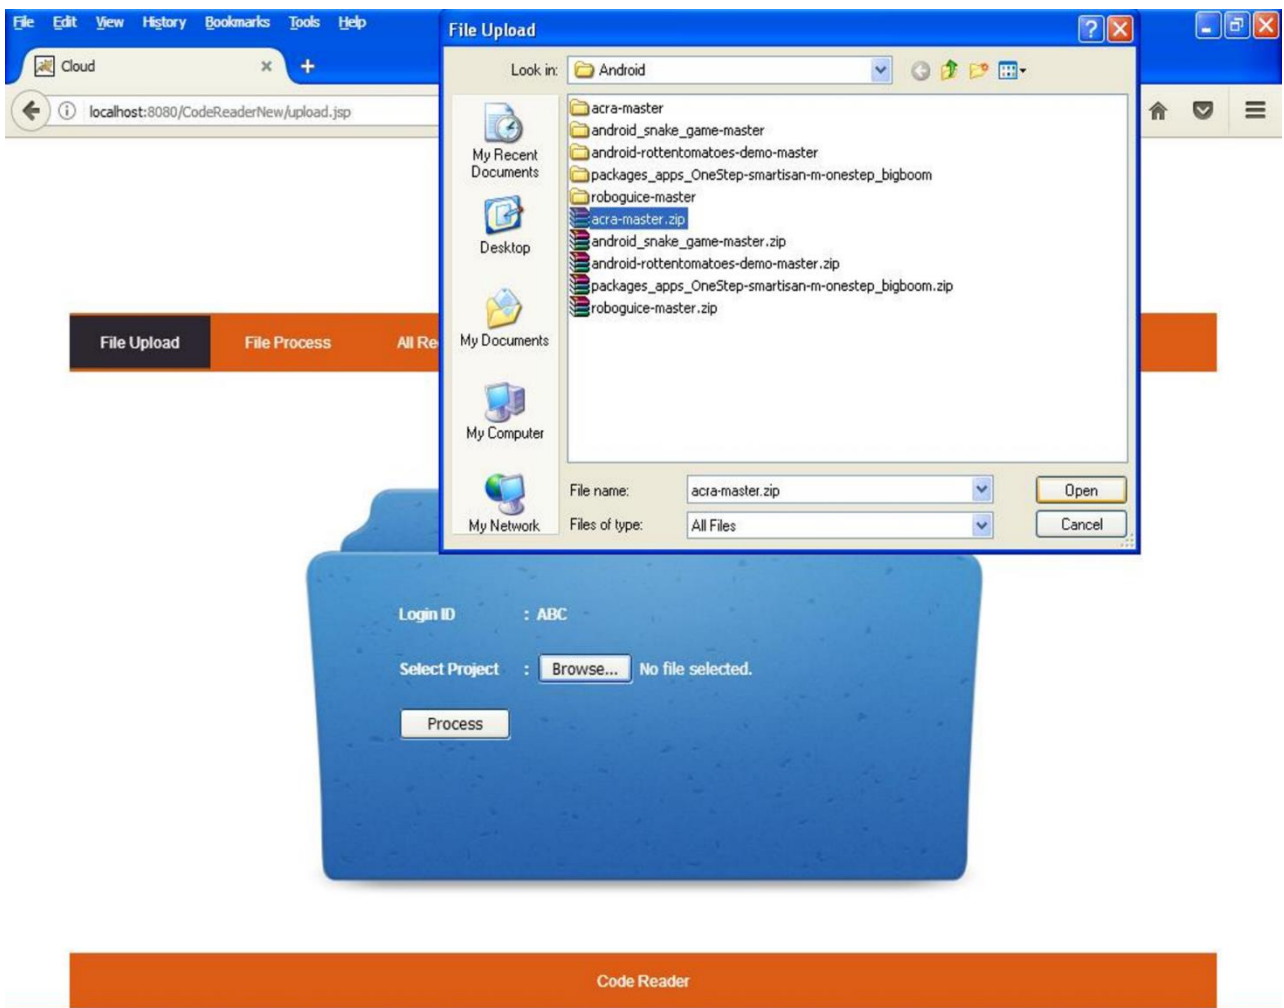 File Edit View History Bookmarks Tools Help
Cloud
localhost:8080/CodeReaderNew/upload.jsp
File Upload
Look in: Android
My Recent Documents
Desktop
My Documents
My Computer
My Network
acra-master
android_snake_game-master
android-rottentomatoes-demo-master
packages_apps_OneStep-smartisan-m-onestep_bigboom
roboguice-master
acra-master.zip
android_snake_game-master.zip
android-rottentomatoes-demo-master.zip
packages_apps_OneStep-smartisan-m-onestep_bigboom.zip
roboguice-master.zip
File name: acra-master.zip Open
Files of type: All Files Cancel
File Upload File Process All Re
Login ID : ABC
Select Project : Browse... No file selected.
Process
Code Reader